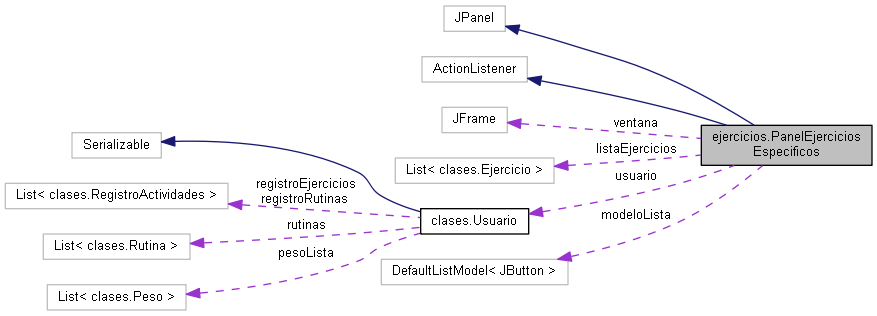 JPanel
ActionListener
JFrame
ventana
ejercicios.PanelEjercicios
Especificos
Serializable
listaEjercicios
List< clases.Ejercicio >
usuario
registroEjercicios
registroRutinas
List< clases.RegistroActividades >
clases.Usuario
modeloLista
rutinas
List< clases.Rutina >
pesoLista
DefaultListModel< JButton >
List< clases.Peso >